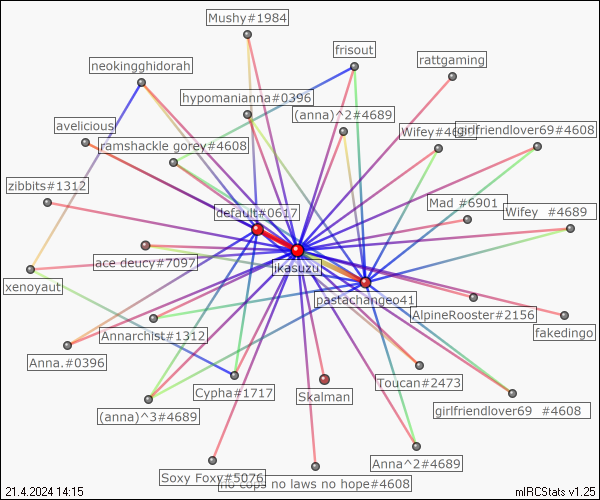 Mushy#1984
frisout
rattgaming
neokingghidorah
hypomanianna#0396
(anna)^2#4689
avelicious
ramshackle gorey#4608
girlfriendlover69#4608
zibbits#1312
default#0617
Mad #6901
Wifey #4689
ace deucy#7097
jikasuzu
xenoyaut
pastachangeo41
AlpineRooster#2156
fakedingo
Annarchist#1312
Anna.#0396
Toucan#2473
Cypha#1717
Skalman
(anna)^3#4689
girlfriendlover69 #4608
Anna^2#4689
Soxy Foxy#5076
no cops no laws no hope#4608
21.4.2024 14:15
mIRCStats v1.25